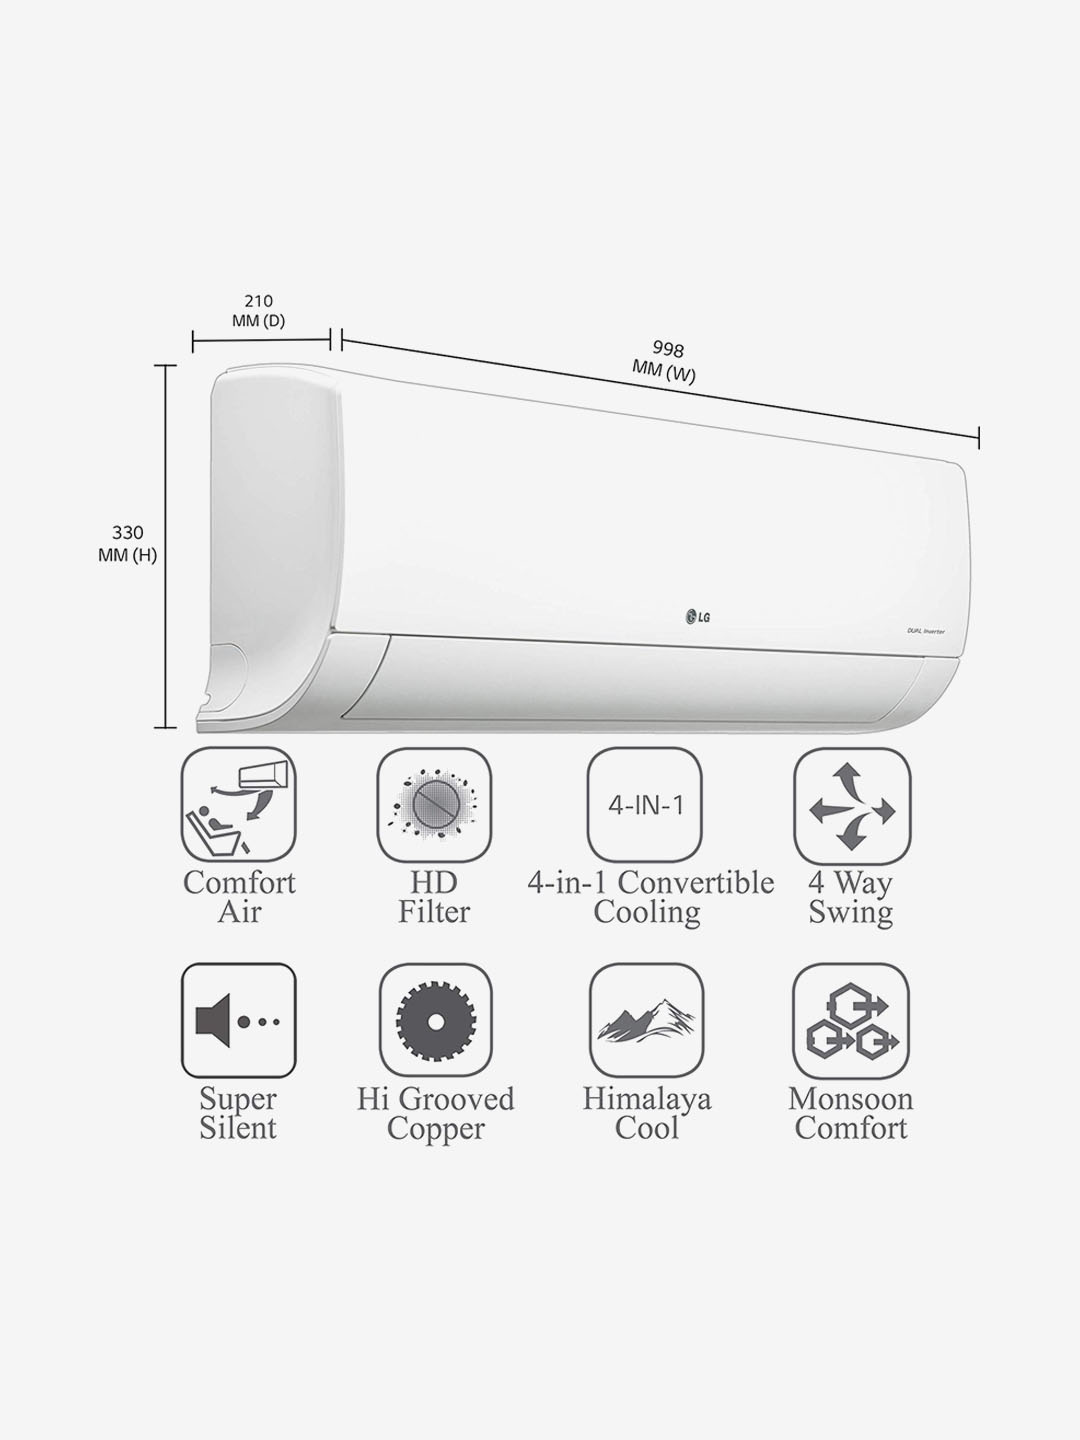 210
MM (D)
998
MM (W)
330
MM (H)
LG
DUAL Inverter
4-IN-1
Comfort
Air
HD
Filter
4-in-1 Convertible
Cooling
4 Way
Swing
Super
Silent
Hi Grooved
Copper
Himalaya
Cool
Monsoon
Comfort